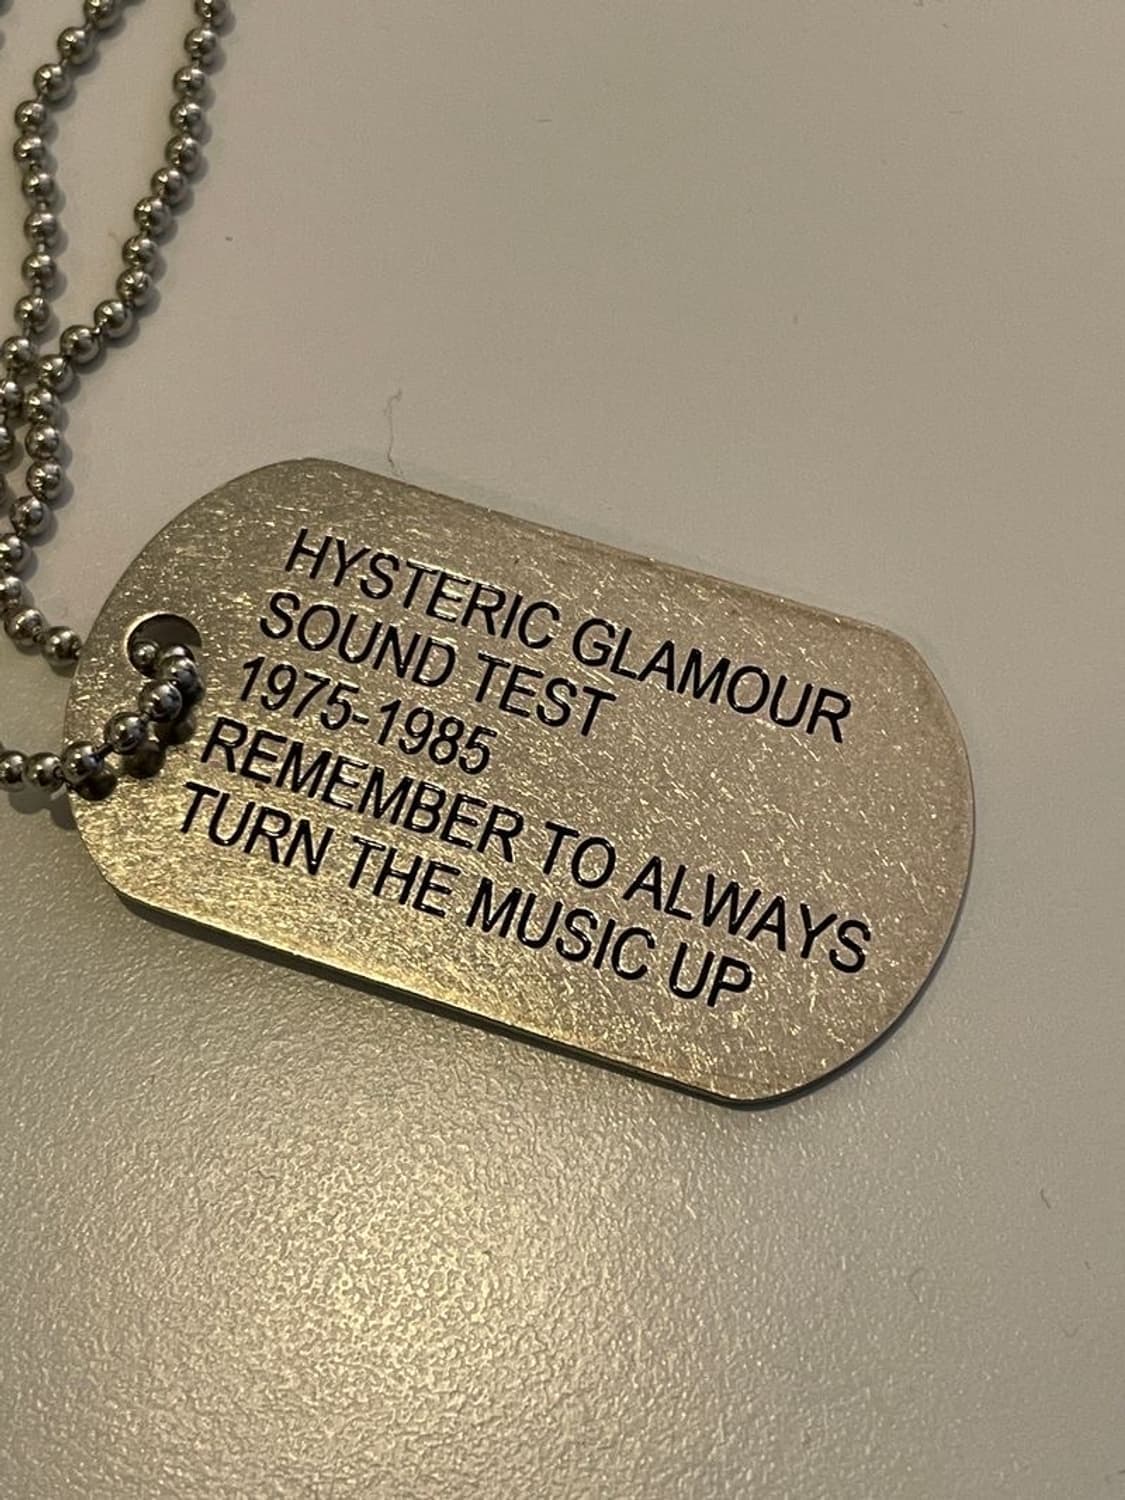 HYSTERIC GLAMOUR
SOUND TEST
1975-1985
REMEMBER TO ALWAYS
TURN THE MUSIC UP